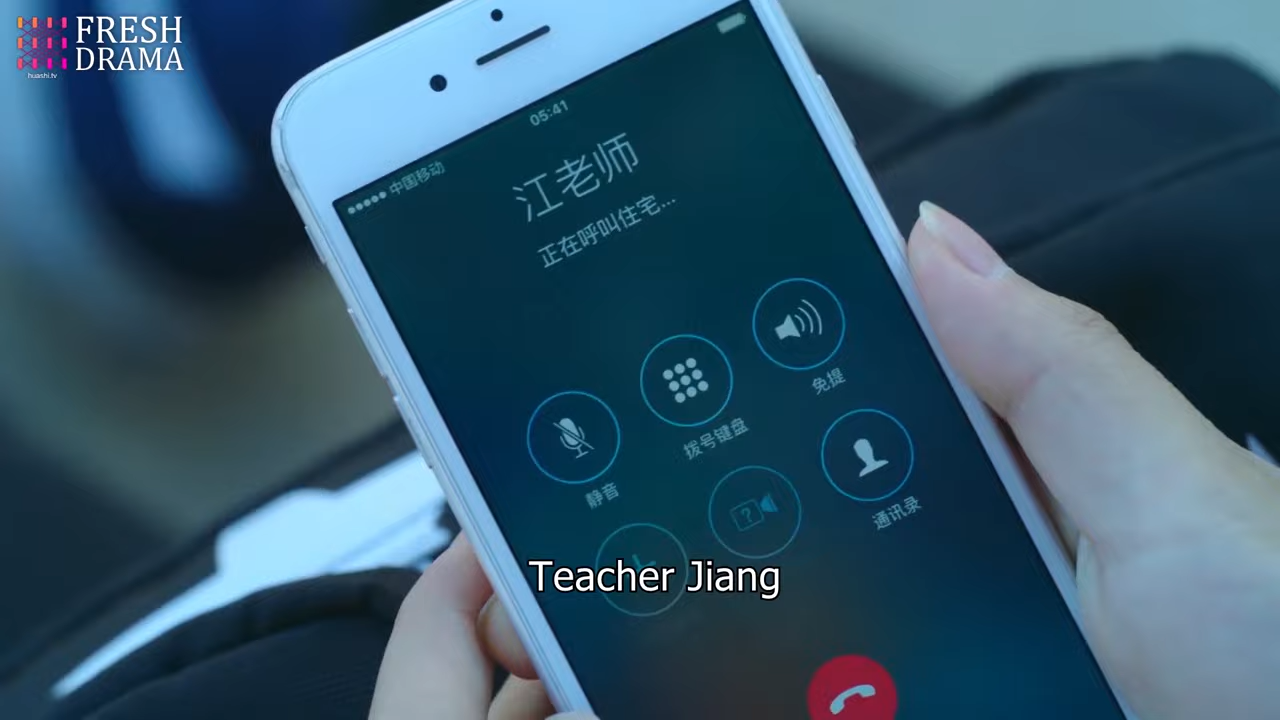 FRESH
DRAMA
huashi.tv
中国移动
05:41
江老师
正在呼叫住宅...
静音
拨号键盘
免提
通讯录
Teacher Jiang